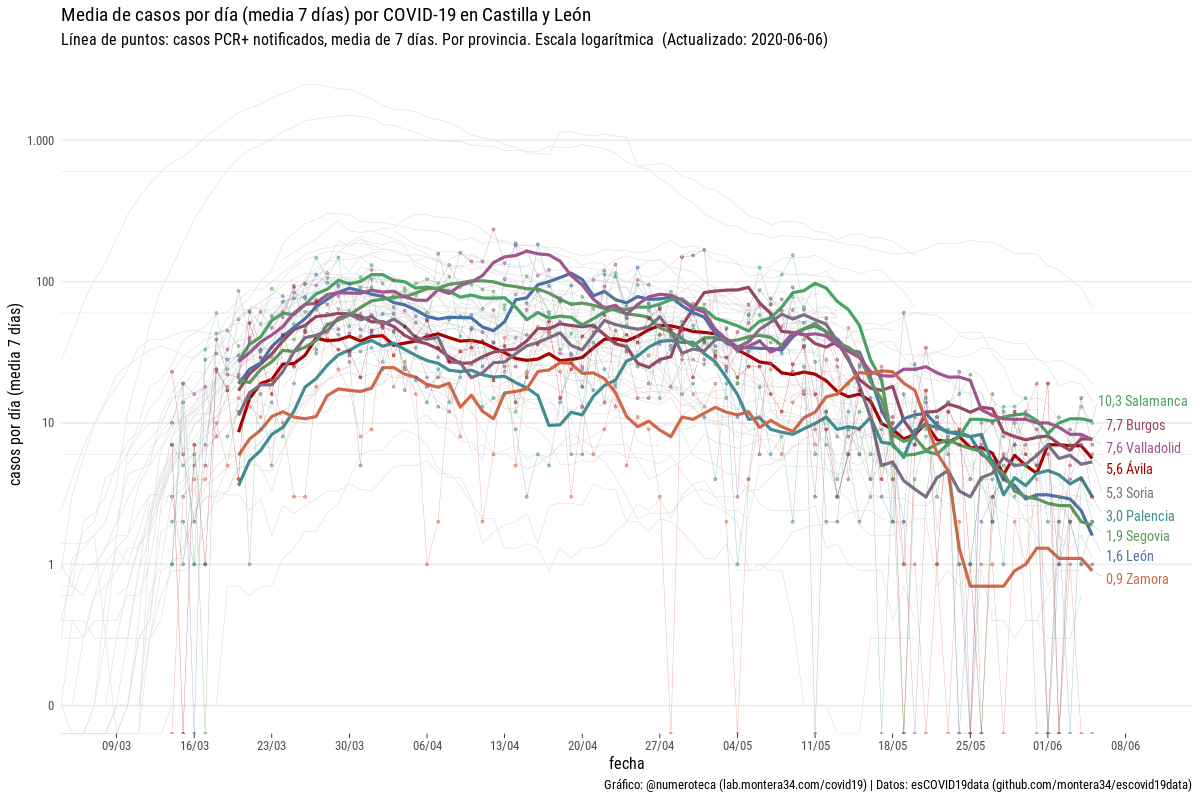 Media de casos por día (media 7 días) por COVID-19 en Castilla y León
Línea de puntos: casos PCR+ notificados, media de 7 días. Por provincia. Escala logarítmica  (Actualizado: 2020-06-06)
casos por día (media 7 días)
1.000
100
10
1
0
10,3 Salamanca
7,7 Burgos
7,6 Valladolid
5,6 Ávila
5,3 Soria
3,0 Palencia
1,9 Segovia
1,6 León
0,9 Zamora
09/03 16/03 23/03 30/03 06/04 13/04 20/04 27/04 04/05 11/05 18/05 25/05 01/06 08/06
fecha
Gráfico: @numeroteca (lab.montera34.com/covid19) | Datos: esCOVID19data (github.com/montera34/escovid19data)